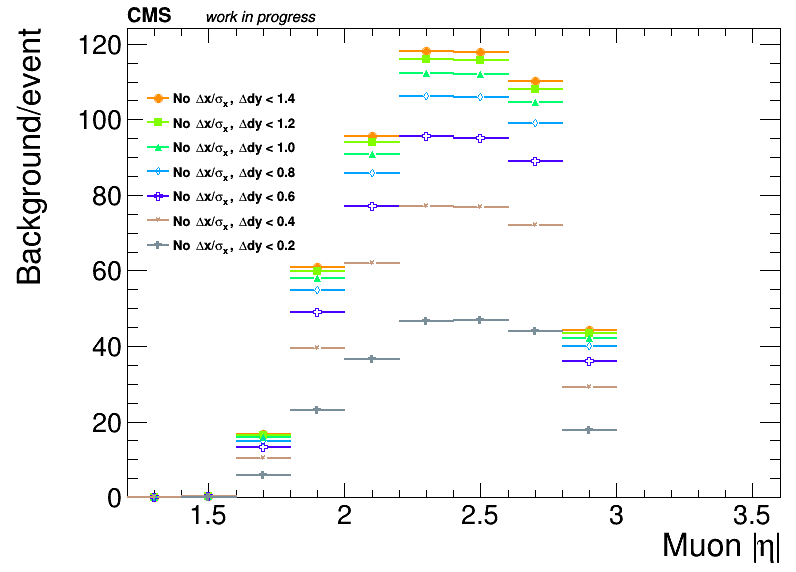 CMS work in progress
Background/event
120
100
80
60
40
20
0
No Δx/σx, Δdy < 1.4
No Δx/σx, Δdy < 1.2
No Δx/σx, Δdy < 1.0
No Δx/σx, Δdy < 0.8
No Δx/σx, Δdy < 0.6
No Δx/σx, Δdy < 0.4
No Δx/σx, Δdy < 0.2
1.5 2 2.5 3 3.5
Muon |η|